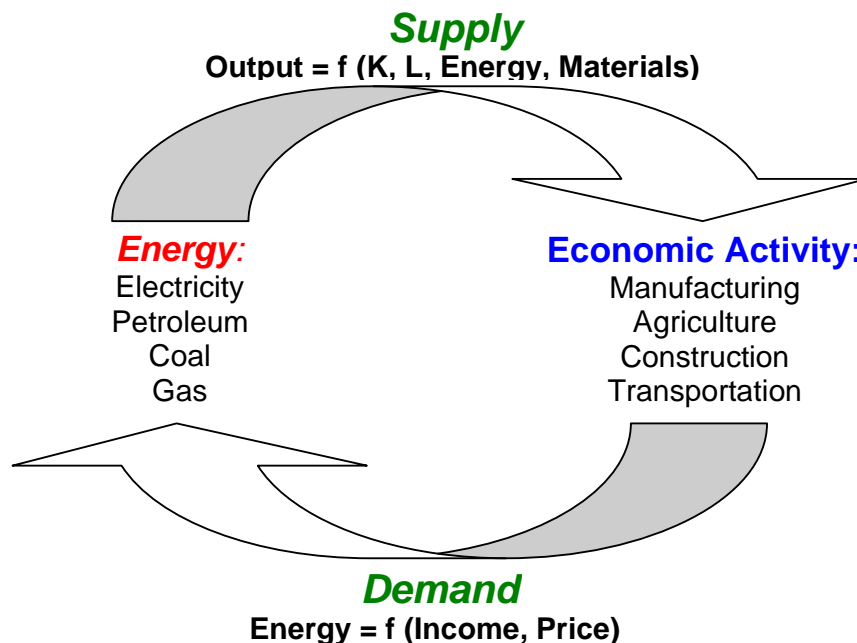 Supply
Output = f (K, L, Energy, Materials)
Energy:
Electricity
Petroleum
Coal
Gas
Economic Activity:
Manufacturing
Agriculture
Construction
Transportation
Demand
Energy = f (Income, Price)